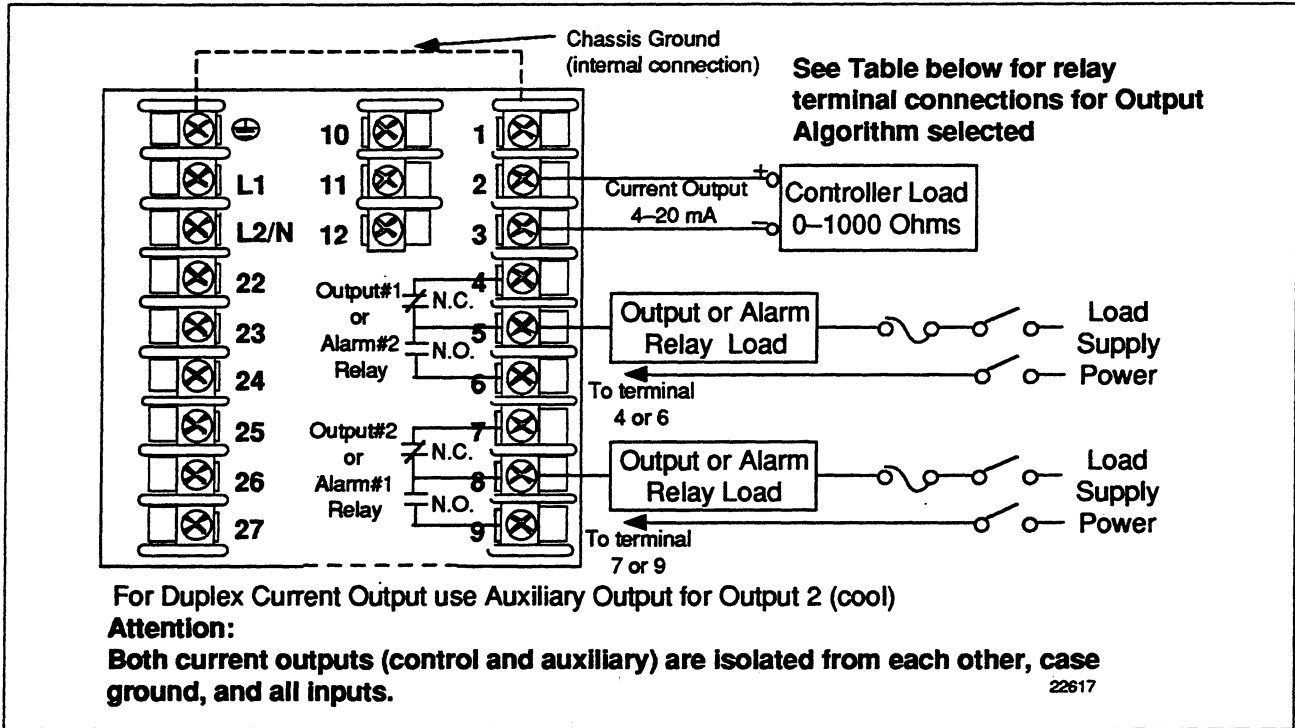 Chassis Ground
(internal connection)
See Table below for relay
terminal connections for Output
Algorithm selected
10
1
L1
11
2
+
Current Output
4–20 mA
Controller Load
0–1000 Ohms
L2/N
12
3
–
22
Output#1
or
Alarm#2
Relay
N.C.
N.O.
4
5
6
Output or Alarm
Relay Load
Load
Supply
Power
To terminal
4 or 6
23
24
25
Output#2
or
Alarm#1
Relay
N.C.
N.O.
7
8
9
Output or Alarm
Relay Load
Load
Supply
Power
To terminal
7 or 9
26
27
For Duplex Current Output use Auxiliary Output for Output 2 (cool)
Attention:
Both current outputs (control and auxiliary) are isolated from each other, case
ground, and all inputs.
22617